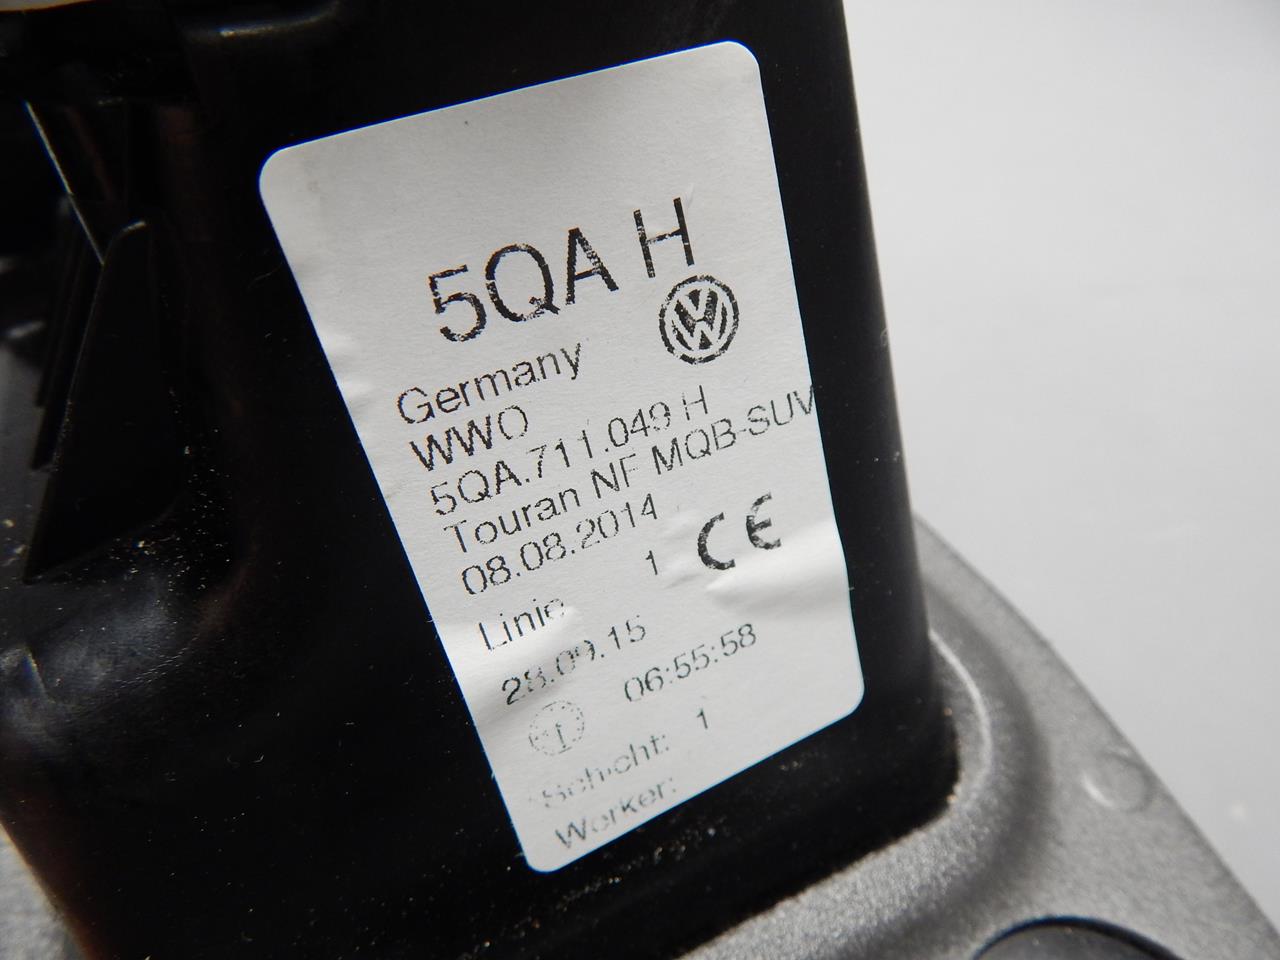 5QA H
Germany
WWO
5QA.711.049 H
Touran NF MQB-SUV
08.08.2014
Linie 1 CE
28.09.15 06:55:58
Schicht: 1
Worker: